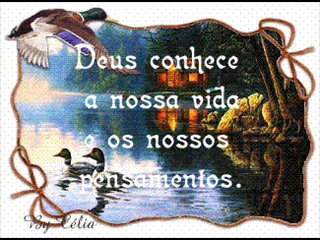 Deus conhece
a nossa vida
e os nossos
pensamentos.
By Célia